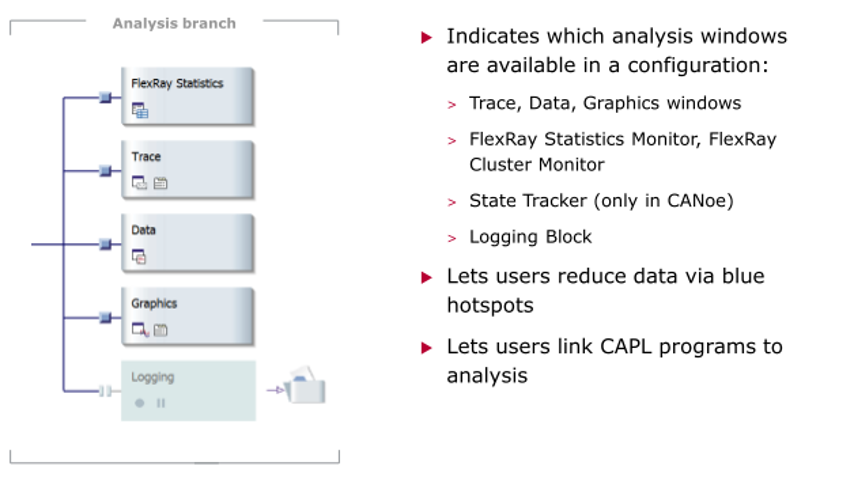 Analysis branch
FlexRay Statistics
Trace
Data
Graphics
Logging
Indicates which analysis windows
are available in a configuration:
> Trace, Data, Graphics windows
> FlexRay Statistics Monitor, FlexRay
Cluster Monitor
> State Tracker (only in CANoe)
> Logging Block
Lets users reduce data via blue
hotspots
Lets users link CAPL programs to
analysis